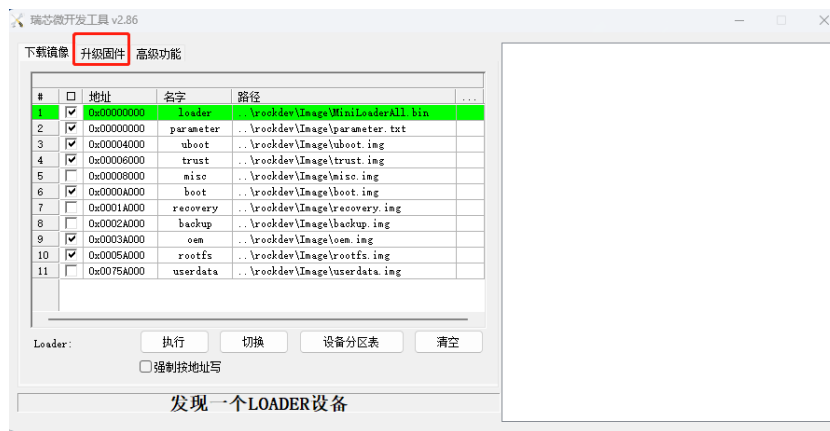 瑞芯微开发工具 v2.86
下载镜像 升级固件 高级功能
# 地址 名字 路径 ...
1 0x00000000 loader ..\rockdev\Image\MiniLoaderAll.bin
2 0x00000000 parameter ..\rockdev\Image\parameter.txt
3 0x00004000 uboot ..\rockdev\Image\uboot.img
4 0x00006000 trust ..\rockdev\Image\trust.img
5 0x00008000 misc ..\rockdev\Image\misc.img
6 0x0000A000 boot ..\rockdev\Image\boot.img
7 0x0001A000 recovery ..\rockdev\Image\recovery.img
8 0x0002A000 backup ..\rockdev\Image\backup.img
9 0x0003A000 oem ..\rockdev\Image\oem.img
10 0x0005A000 rootfs ..\rockdev\Image\rootfs.img
11 0x0075A000 userdata ..\rockdev\Image\userdata.img
Loader: 执行 切换 设备分区表 清空
强制按地址写
发现一个LOADER设备